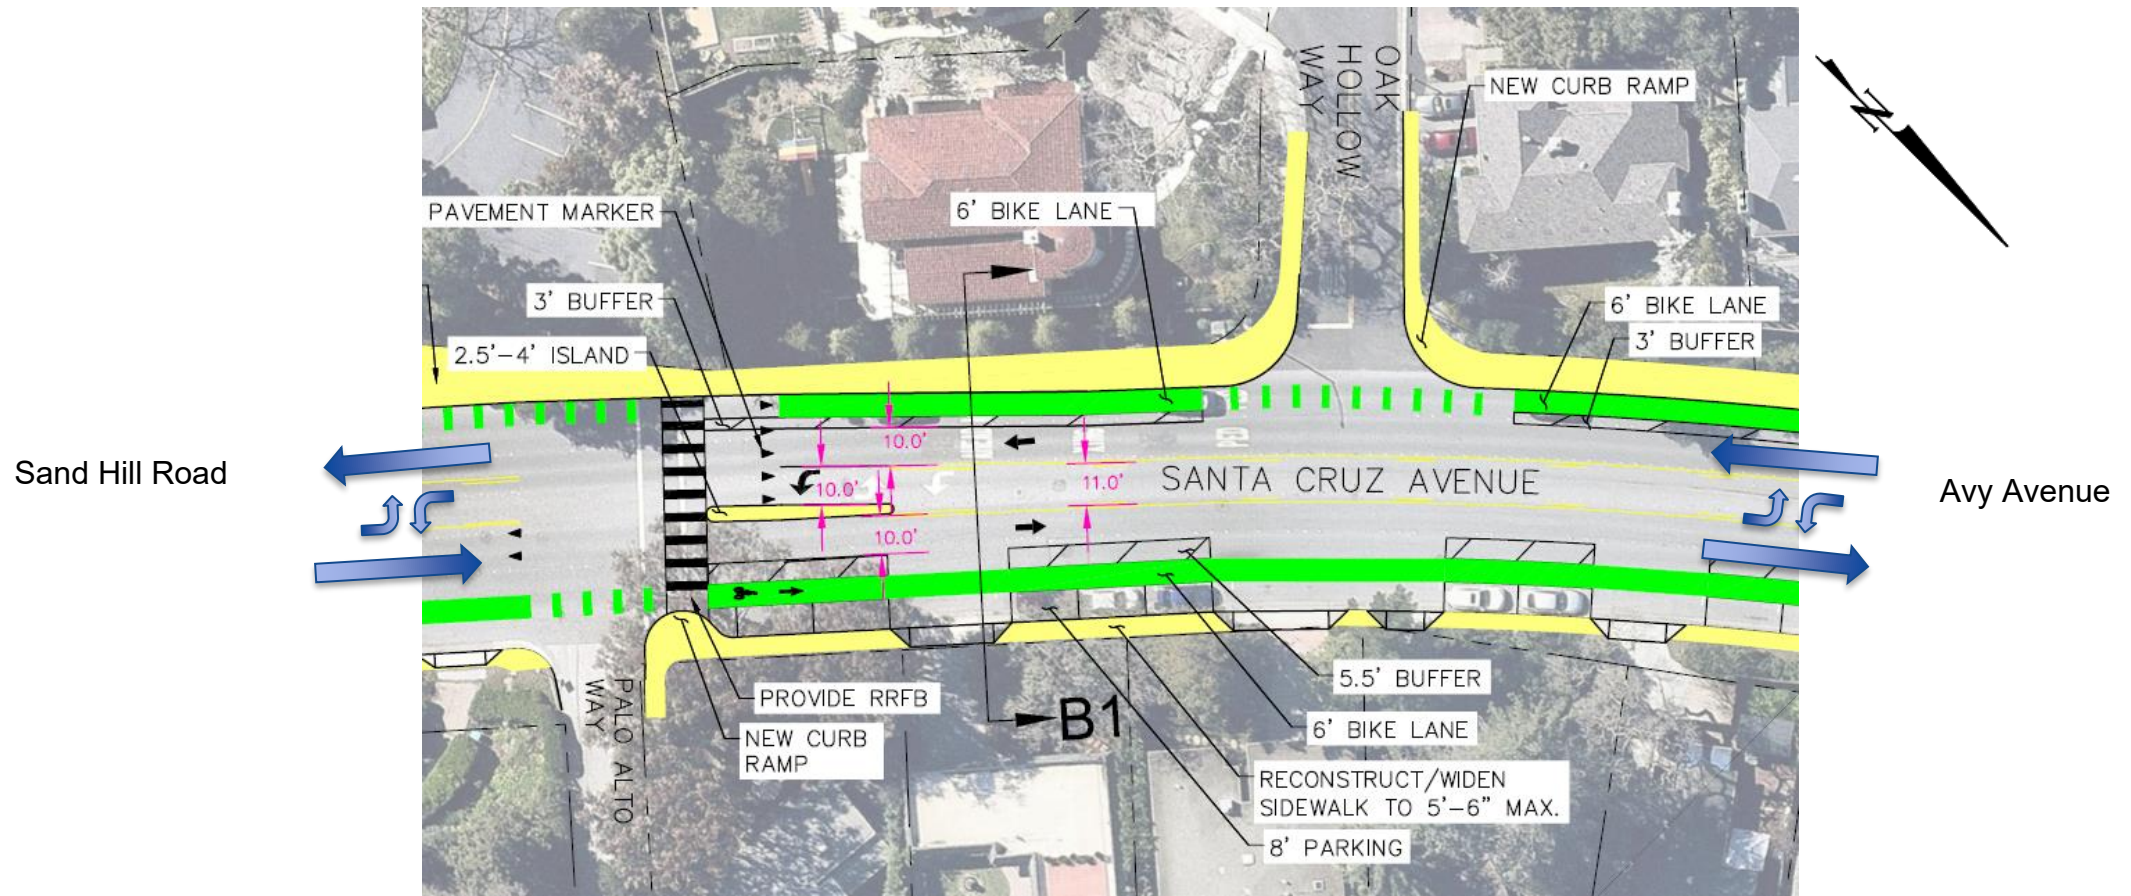 OAK
HOLLOW
WAY
NEW CURB RAMP
N
PAVEMENT MARKER
6' BIKE LANE
3' BUFFER
6' BIKE LANE
2.5'-4' ISLAND
3' BUFFER
10.0'
Sand Hill Road
10.0'
11.0'
SANTA CRUZ AVENUE
Avy Avenue
10.0'
PALO ALTO
WAY
PROVIDE RRFB
5.5' BUFFER
B1
6' BIKE LANE
NEW CURB
RAMP
RECONSTRUCT/WIDEN
SIDEWALK TO 5'-6" MAX.
8' PARKING